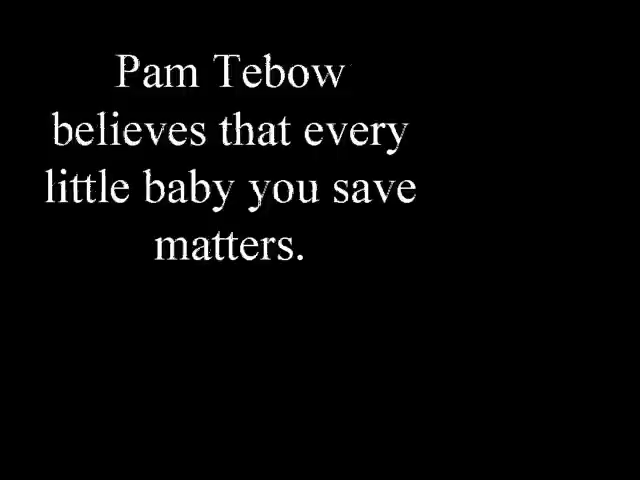 Pam Tebow
believes that every
little baby you save
matters.